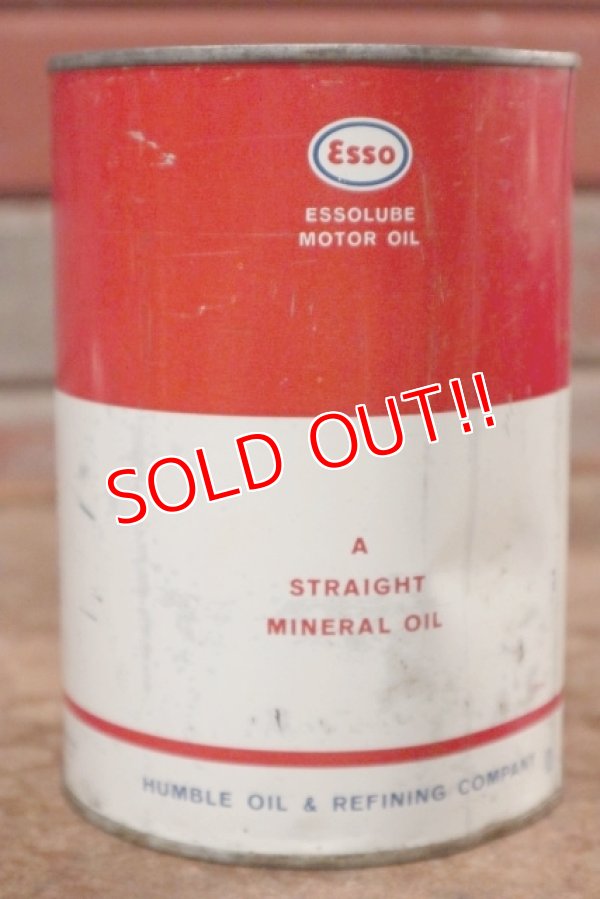 Esso
ESSOLUBE
MOTOR OIL
SOLD OUT!!
A
STRAIGHT
MINERAL OIL
HUMBLE OIL & REFINING COMPANY